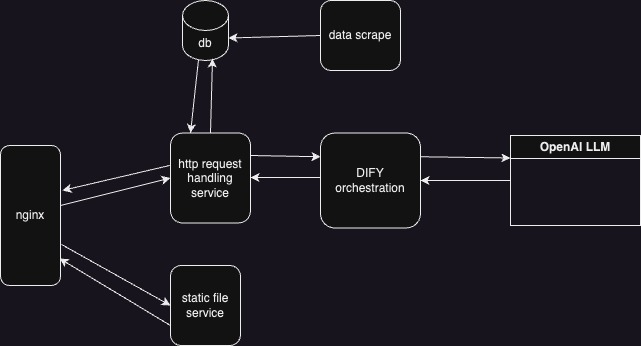 db
data scrape
OpenAI LLM
http request
handling
service
DIFY
orchestration
nginx
static file
service